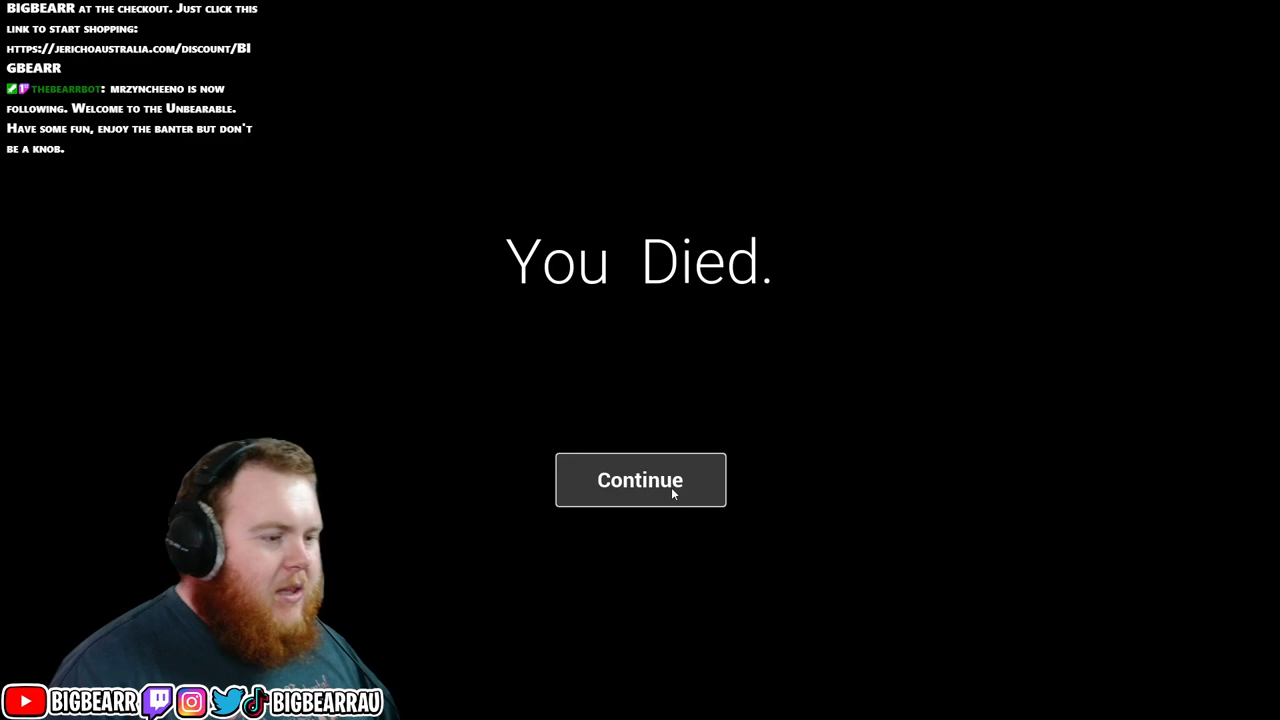 BIGBEARR AT THE CHECKOUT. JUST CLICK THIS
LINK TO START SHOPPING:
HTTPS://JERICHOAUSTRALIA.COM/DISCOUNT/BI
GBEARR
THEBEARRBOT: MRZYNCHEENO IS NOW
FOLLOWING. WELCOME TO THE UNBEARABLE.
HAVE SOME FUN, ENJOY THE BANTER BUT DON'T
BE A KNOB.
You Died.
Continue
BIGBEARR
BIGBEARRAU